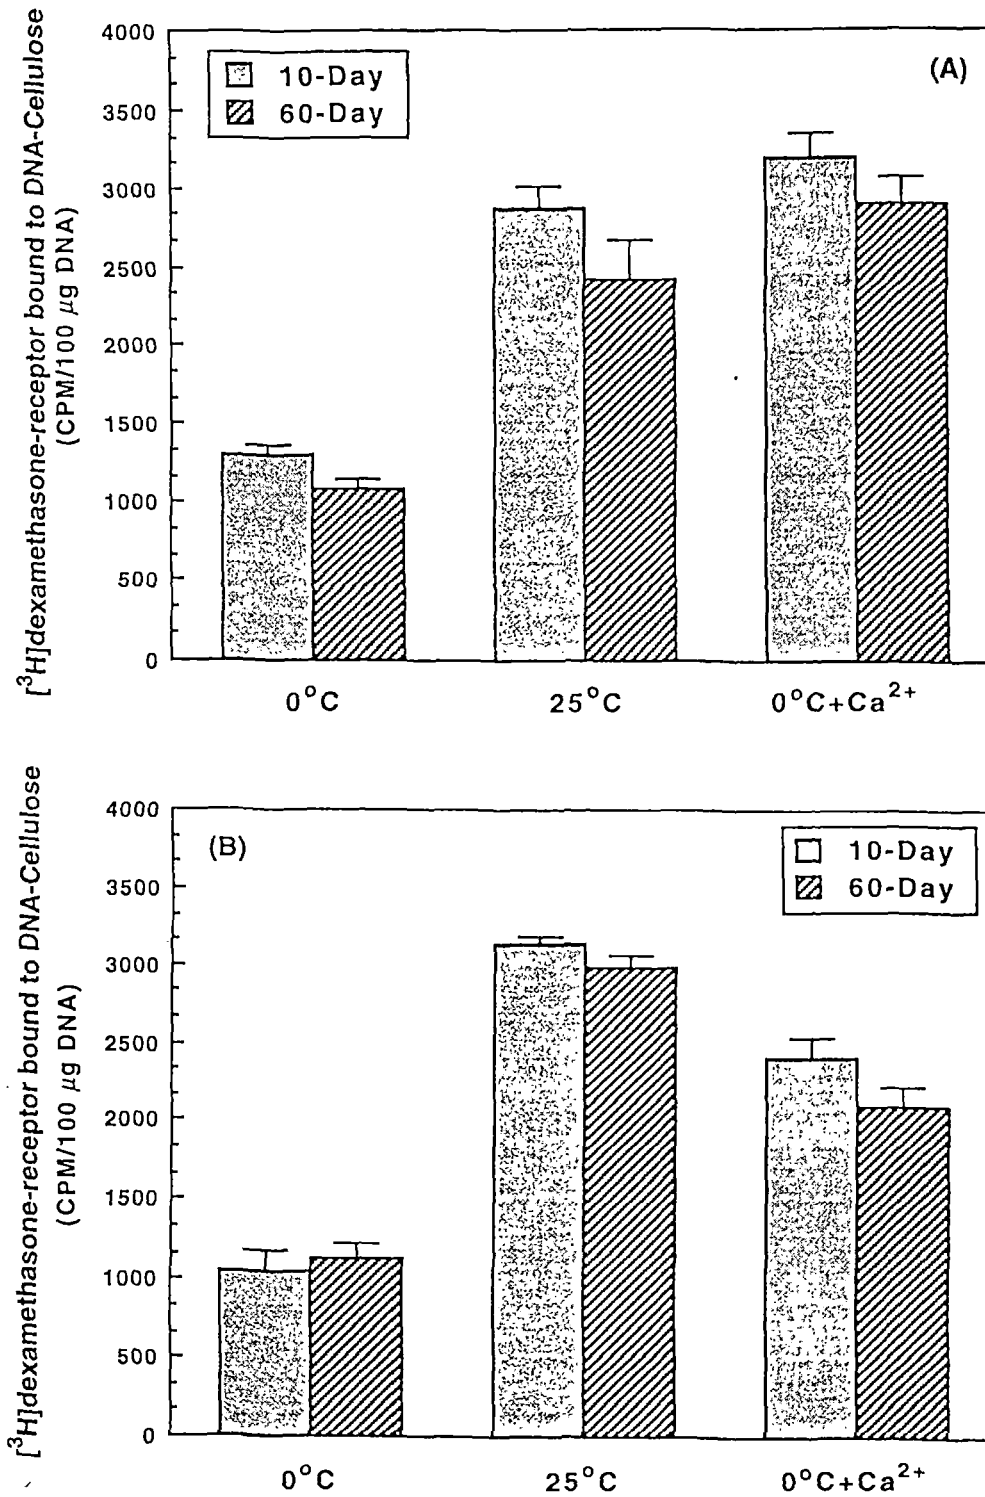 [³H]dexamethasone-receptor bound to DNA-Cellulose
(CPM/100 µg DNA)
4000
3500
3000
2500
2000
1500
1000
500
0
10-Day
60-Day
(A)
0°C
25°C
0°C+Ca²⁺
[³H]dexamethasone-receptor bound to DNA-Cellulose
(CPM/100 µg DNA)
4000
3500
3000
2500
2000
1500
1000
500
0
(B)
10-Day
60-Day
0°C
25°C
0°C+Ca²⁺